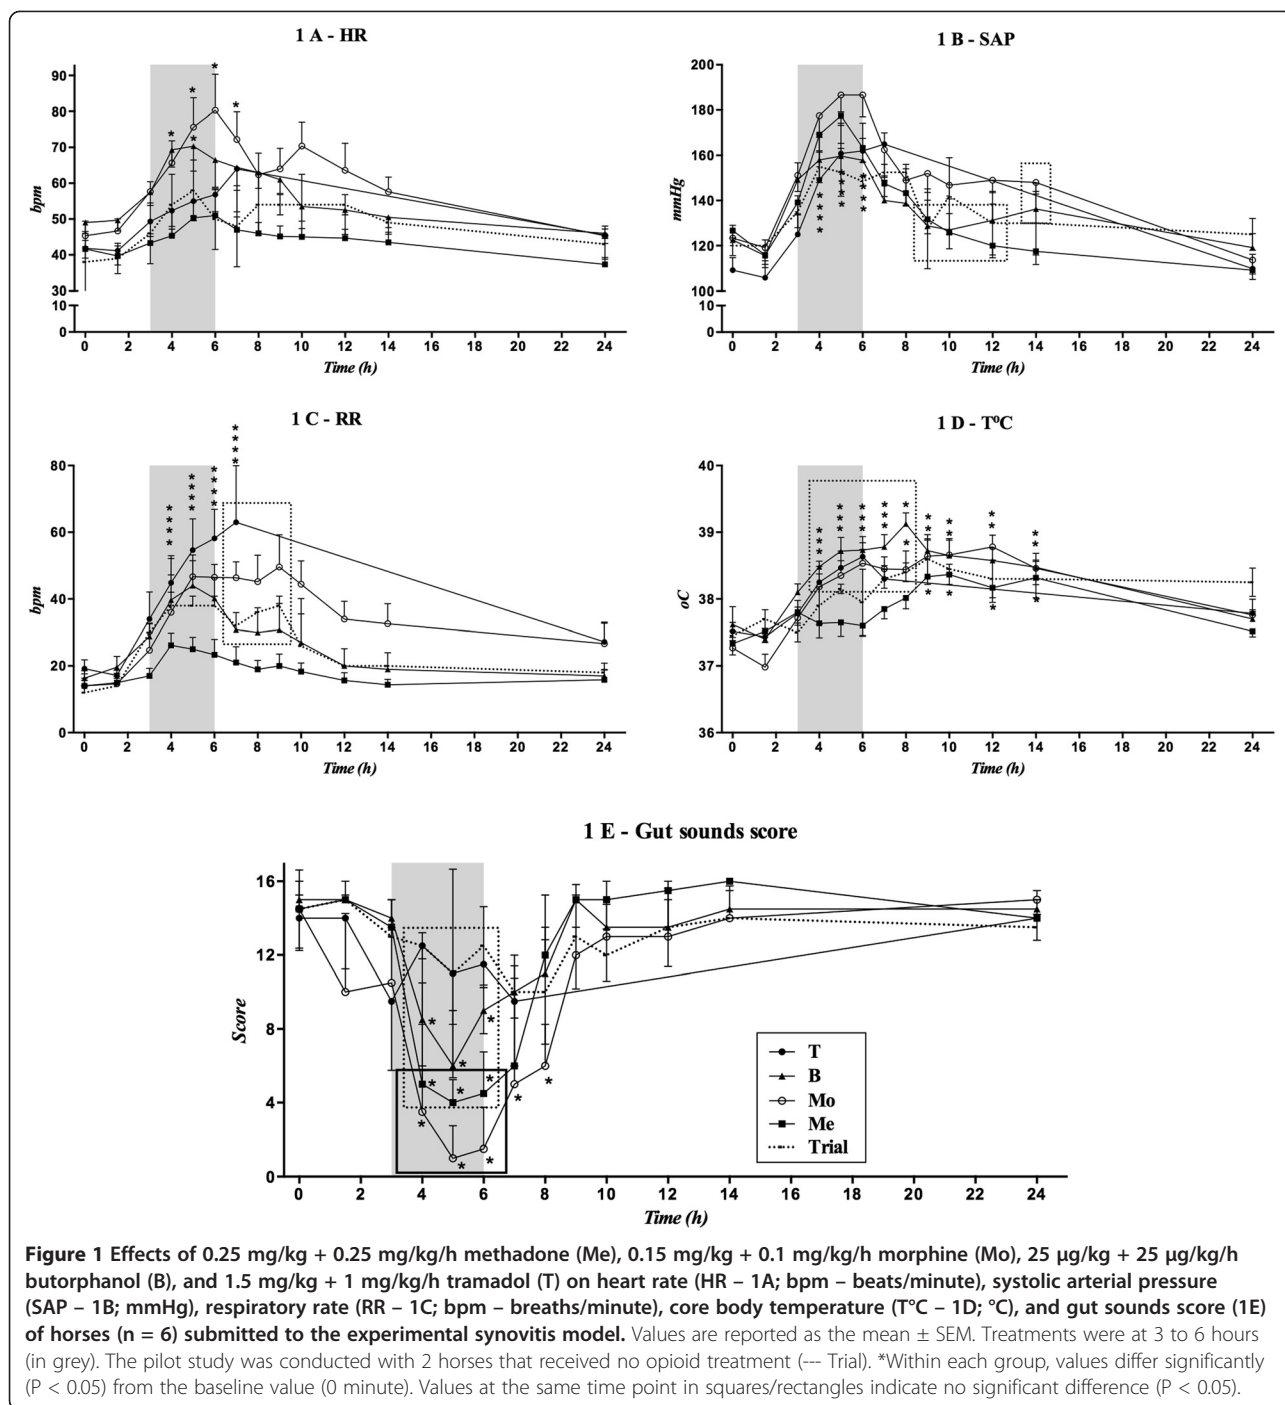 1 A - HR
90
80
70
60
50
40
30
10
0
bpm
0 2 4 6 8 10 12 14 16 18 20 22 24
Time (h)
1 B - SAP
200
180
160
140
120
100
10
0
mmHg
0 2 4 6 8 10 12 14 16 18 20 22 24
Time (h)
1 C - RR
80
60
40
20
0
bpm
0 2 4 6 8 10 12 14 16 18 20 22 24
Time (h)
1 D - TºC
40
39
38
37
36
oC
0 2 4 6 8 10 12 14 16 18 20 22 24
Time (h)
1 E - Gut sounds score
16
12
8
4
0
Score
0 2 4 6 8 10 12 14 16 18 20 22 24
Time (h)
T
B
Mo
Me
Trial
Figure 1 Effects of 0.25 mg/kg + 0.25 mg/kg/h methadone (Me), 0.15 mg/kg + 0.1 mg/kg/h morphine (Mo), 25 μg/kg + 25 μg/kg/h
butorphanol (B), and 1.5 mg/kg + 1 mg/kg/h tramadol (T) on heart rate (HR – 1A; bpm – beats/minute), systolic arterial pressure
(SAP – 1B; mmHg), respiratory rate (RR – 1C; bpm – breaths/minute), core body temperature (T°C – 1D; °C), and gut sounds score (1E)
of horses (n = 6) submitted to the experimental synovitis model. Values are reported as the mean ± SEM. Treatments were at 3 to 6 hours
(in grey). The pilot study was conducted with 2 horses that received no opioid treatment (--- Trial). *Within each group, values differ significantly
(P < 0.05) from the baseline value (0 minute). Values at the same time point in squares/rectangles indicate no significant difference (P < 0.05).